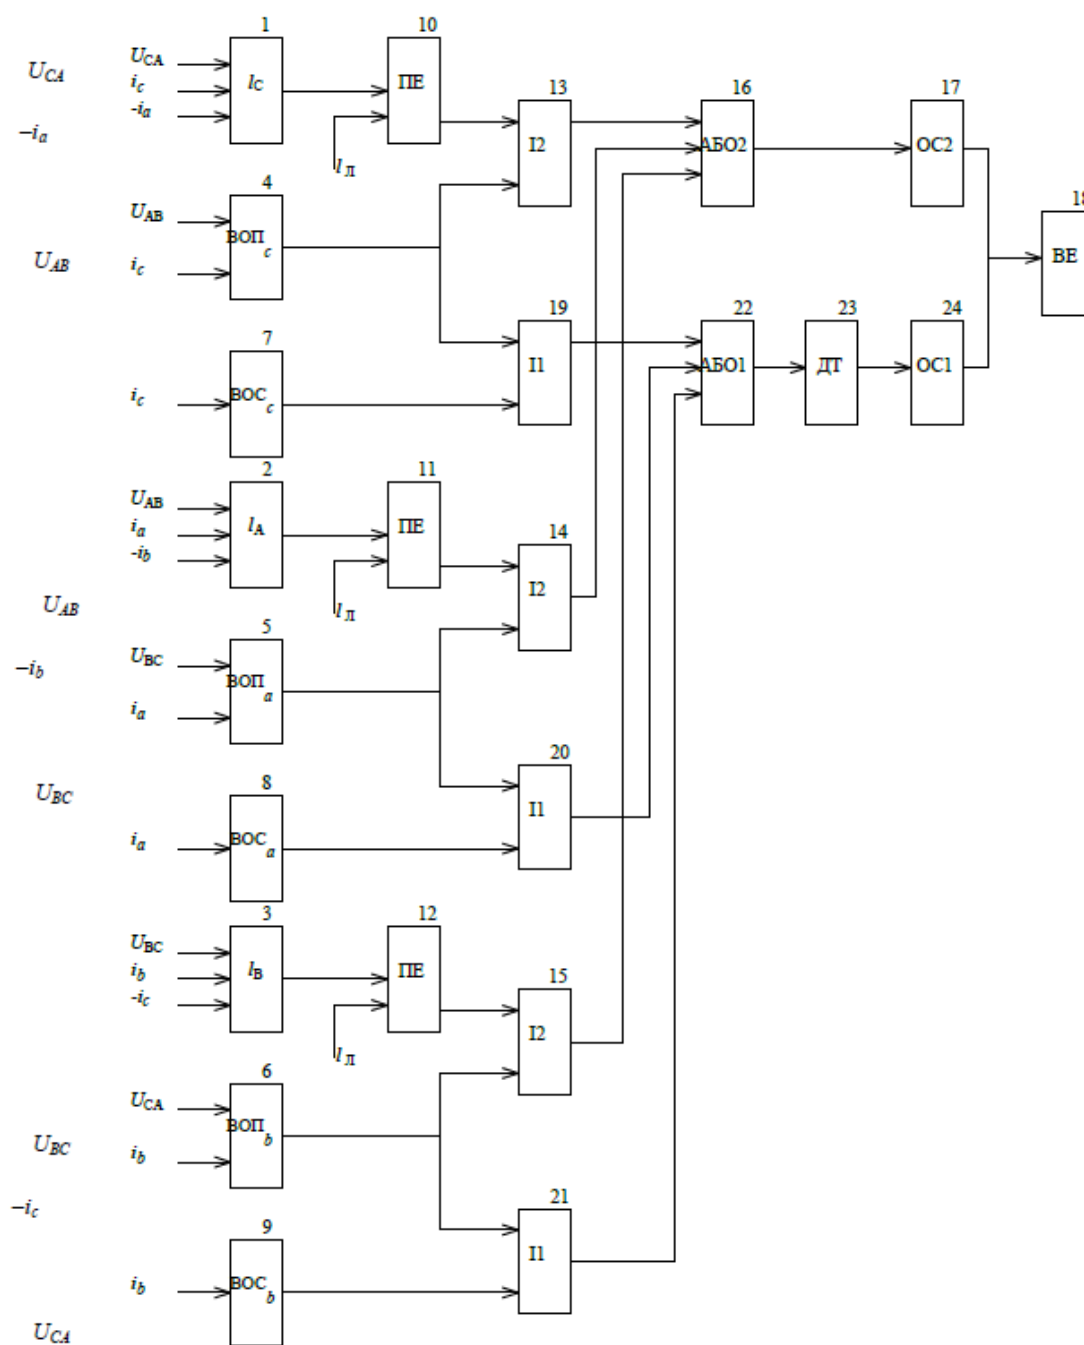 1
10
U_CA
l_C
ПЕ
U_CA
i_c
-i_a
13
16
17
−i_a
l_Л
I2
АБО2
ОС2
4
U_AB
ВОП_c
18
U_AB
i_c
ВЕ
7
19
22
23
24
i_c
ВОС_c
I1
АБО1
ДТ
ОС1
2
11
U_AB
l_A
ПЕ
i_a
-i_b
14
U_AB
l_Л
I2
5
−i_b
U_BC
ВОП_a
i_a
20
U_BC
8
I1
i_a
ВОС_a
3
12
U_BC
l_B
ПЕ
i_b
-i_c
15
l_Л
I2
6
U_CA
ВОП_b
U_BC
i_b
21
−i_c
9
I1
i_b
ВОС_b
U_CA